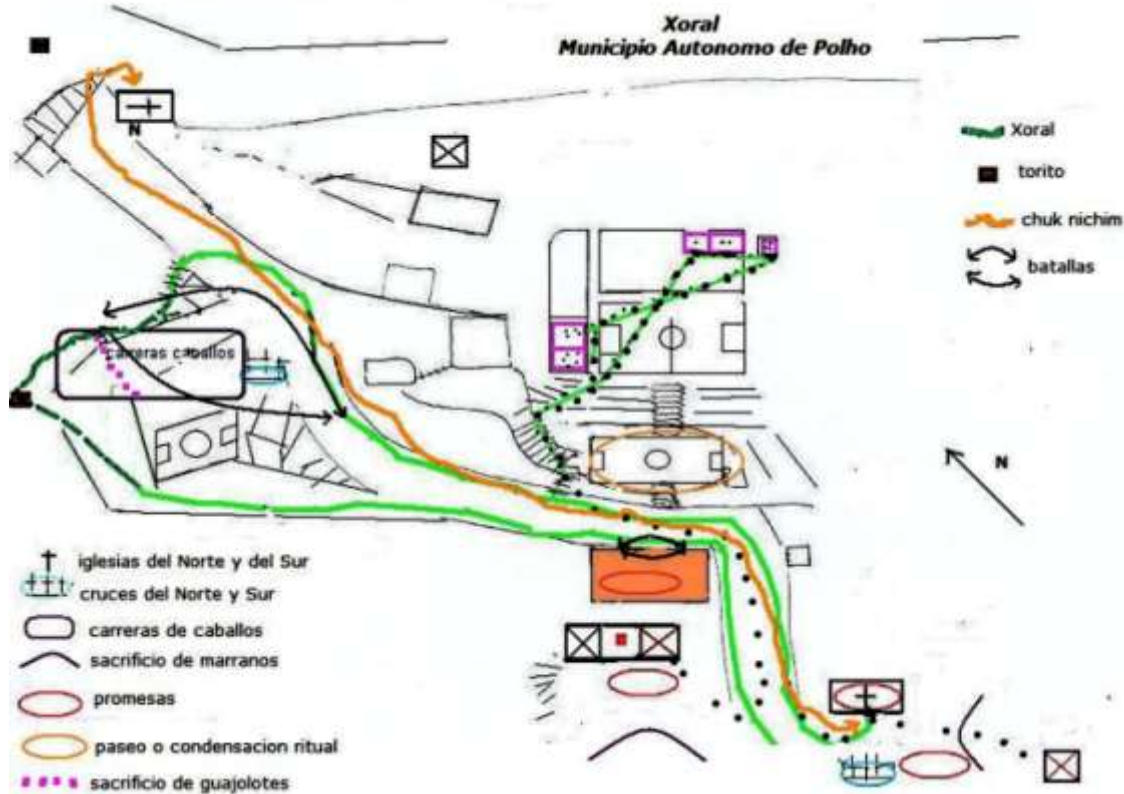 Xoral
Municipio Autonomo de Polho
N
Xoral
torito
chuk nichim
batallas
carreras caballos
N
iglesias del Norte y del Sur
cruces del Norte y Sur
carreras de caballos
sacrificio de marranos
promesas
paseo o condensacion ritual
sacrificio de guajolotes